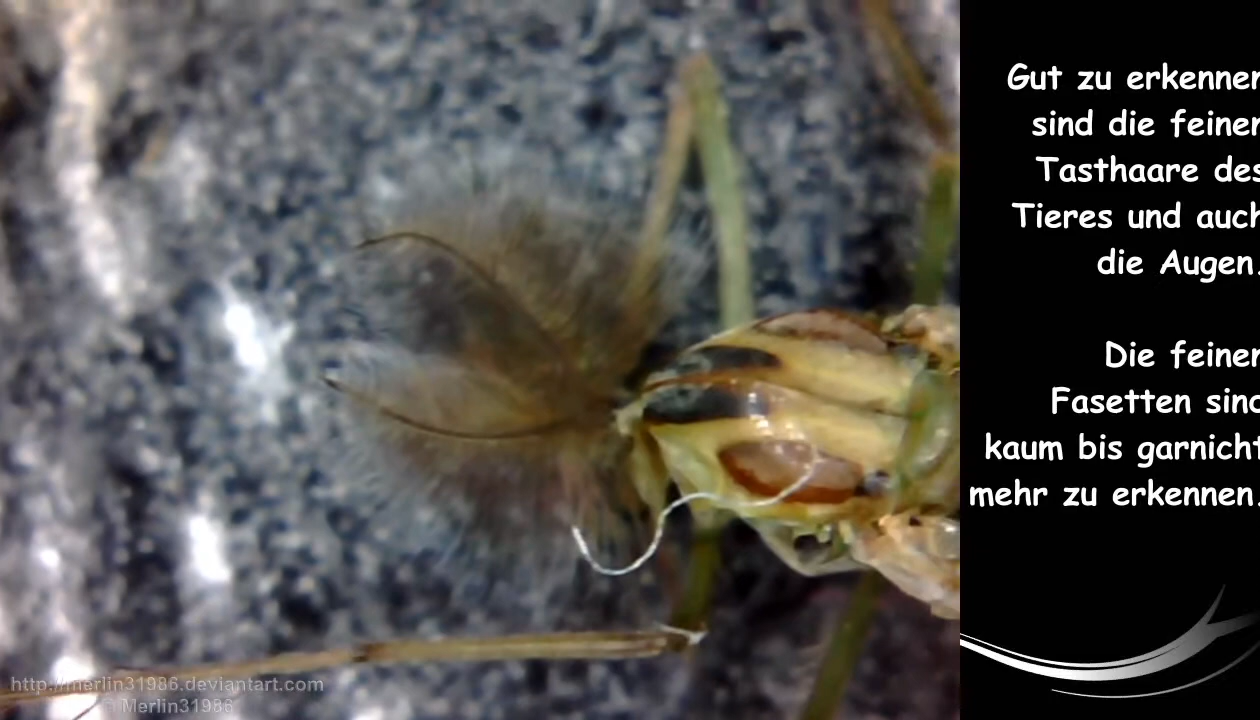 Gut zu erkennen
sind die feinen
Tasthaare des
Tieres und auch
die Augen.
Die feinen
Fasetten sind
kaum bis garnicht
mehr zu erkennen.
http://merlin31986.deviantart.com
© Merlin31986